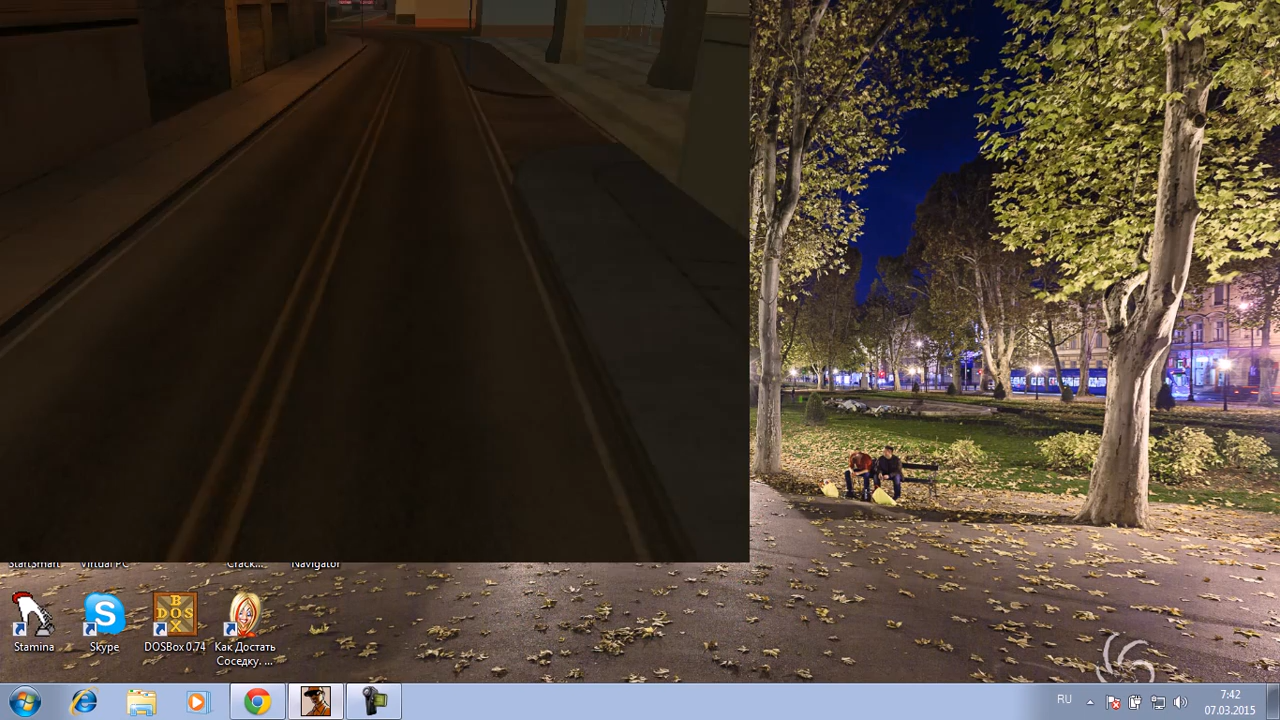 StartSmart
Virtual PC
Crack...
Navigator
Stamina
Skype
DOSBox 0.74
Как Достать
Соседку. ...
RU
7:42
07.03.2015